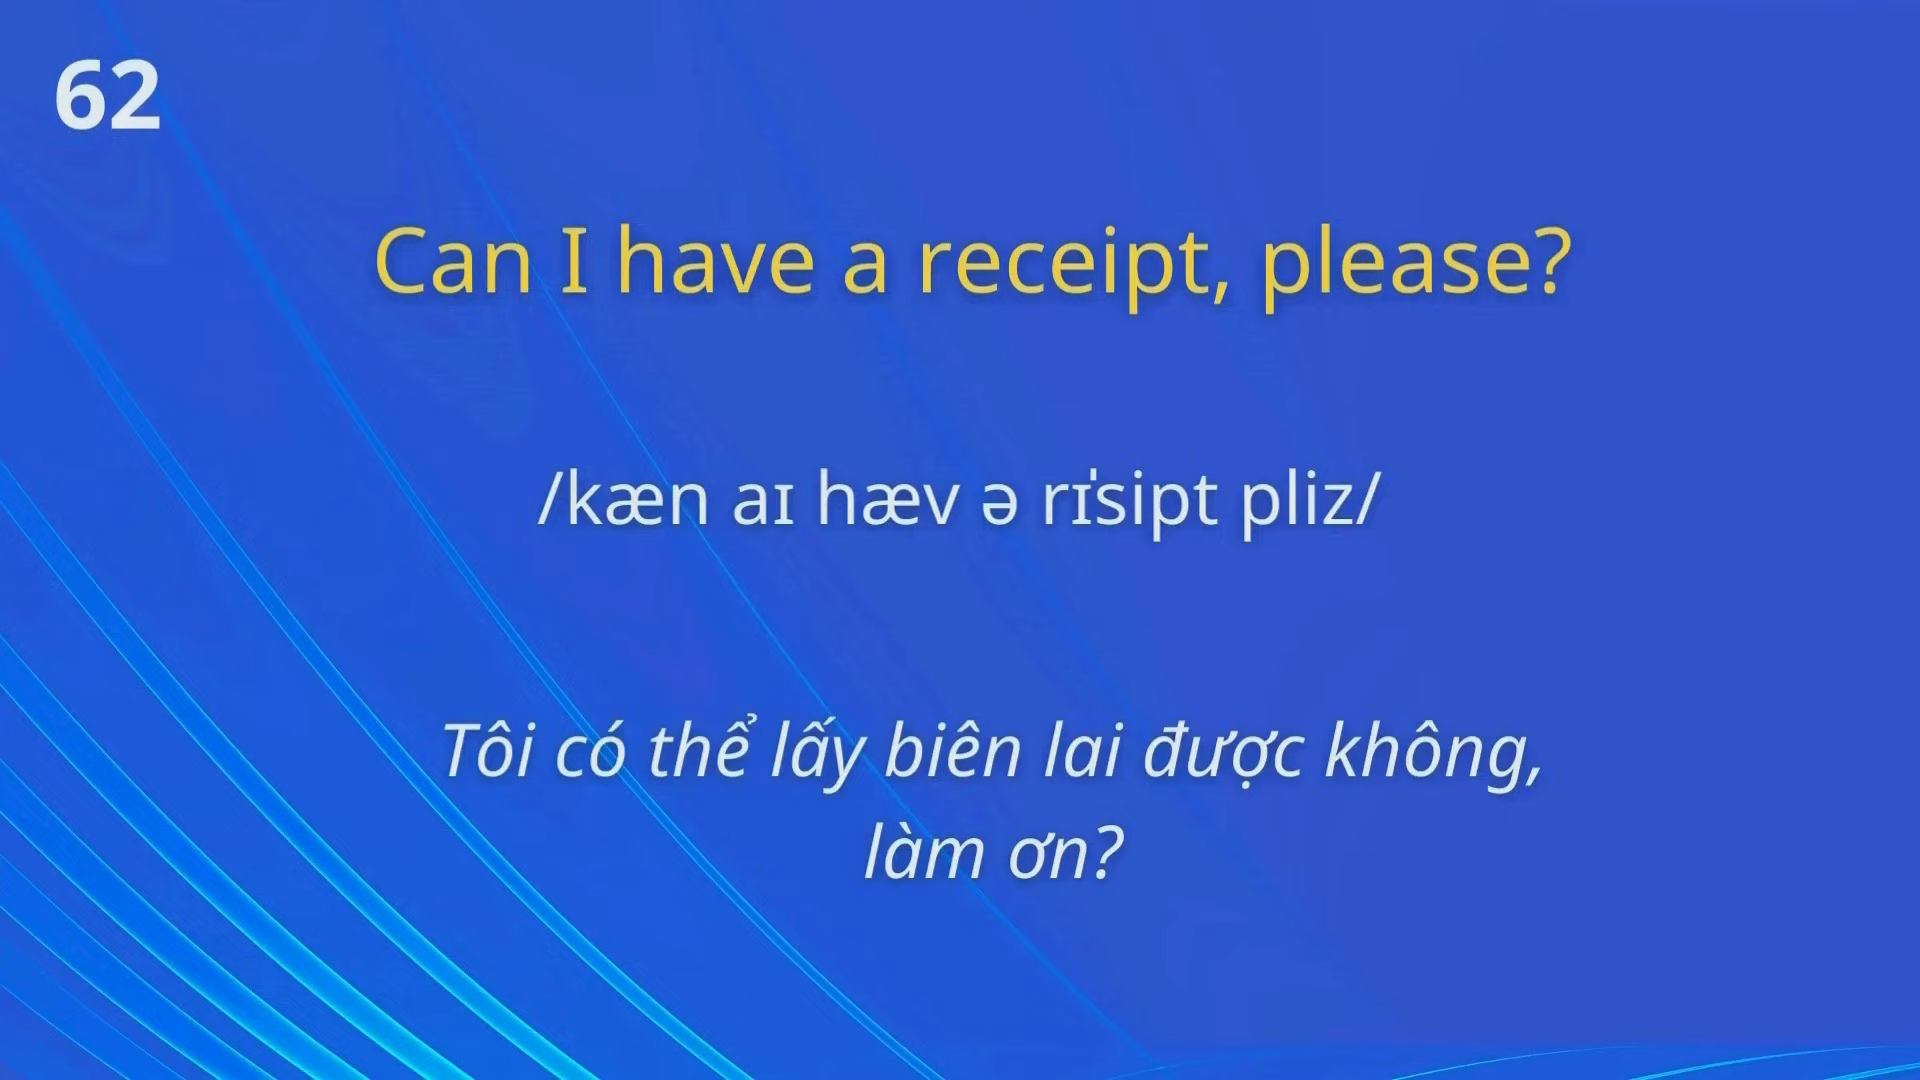 62
Can I have a receipt, please?
/kæn aɪ hæv ə rɪˈsipt pliz/
Tôi có thể lấy biên lai được không,
làm ơn?